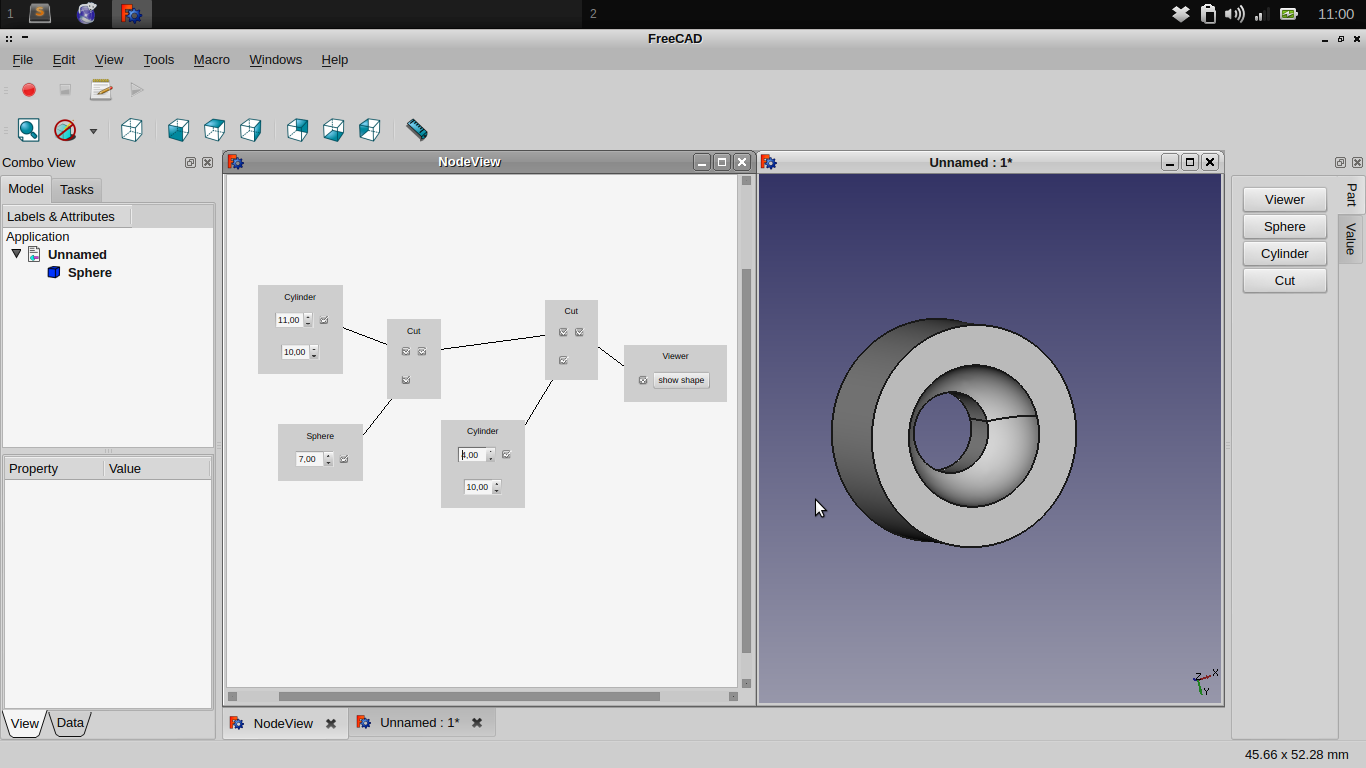 1
2
11:00
FreeCAD
File Edit View Tools Macro Windows Help
Combo View
Model Tasks
Labels & Attributes
Application
Unnamed
Sphere
Property Value
View Data
NodeView
Cylinder
11,00
10,00
Cut
Sphere
7,00
Cylinder
4,00
10,00
Cut
Viewer
show shape
NodeView
Unnamed : 1*
Unnamed : 1*
Z X
Y
Viewer
Sphere
Cylinder
Cut
Part
Value
45.66 x 52.28 mm